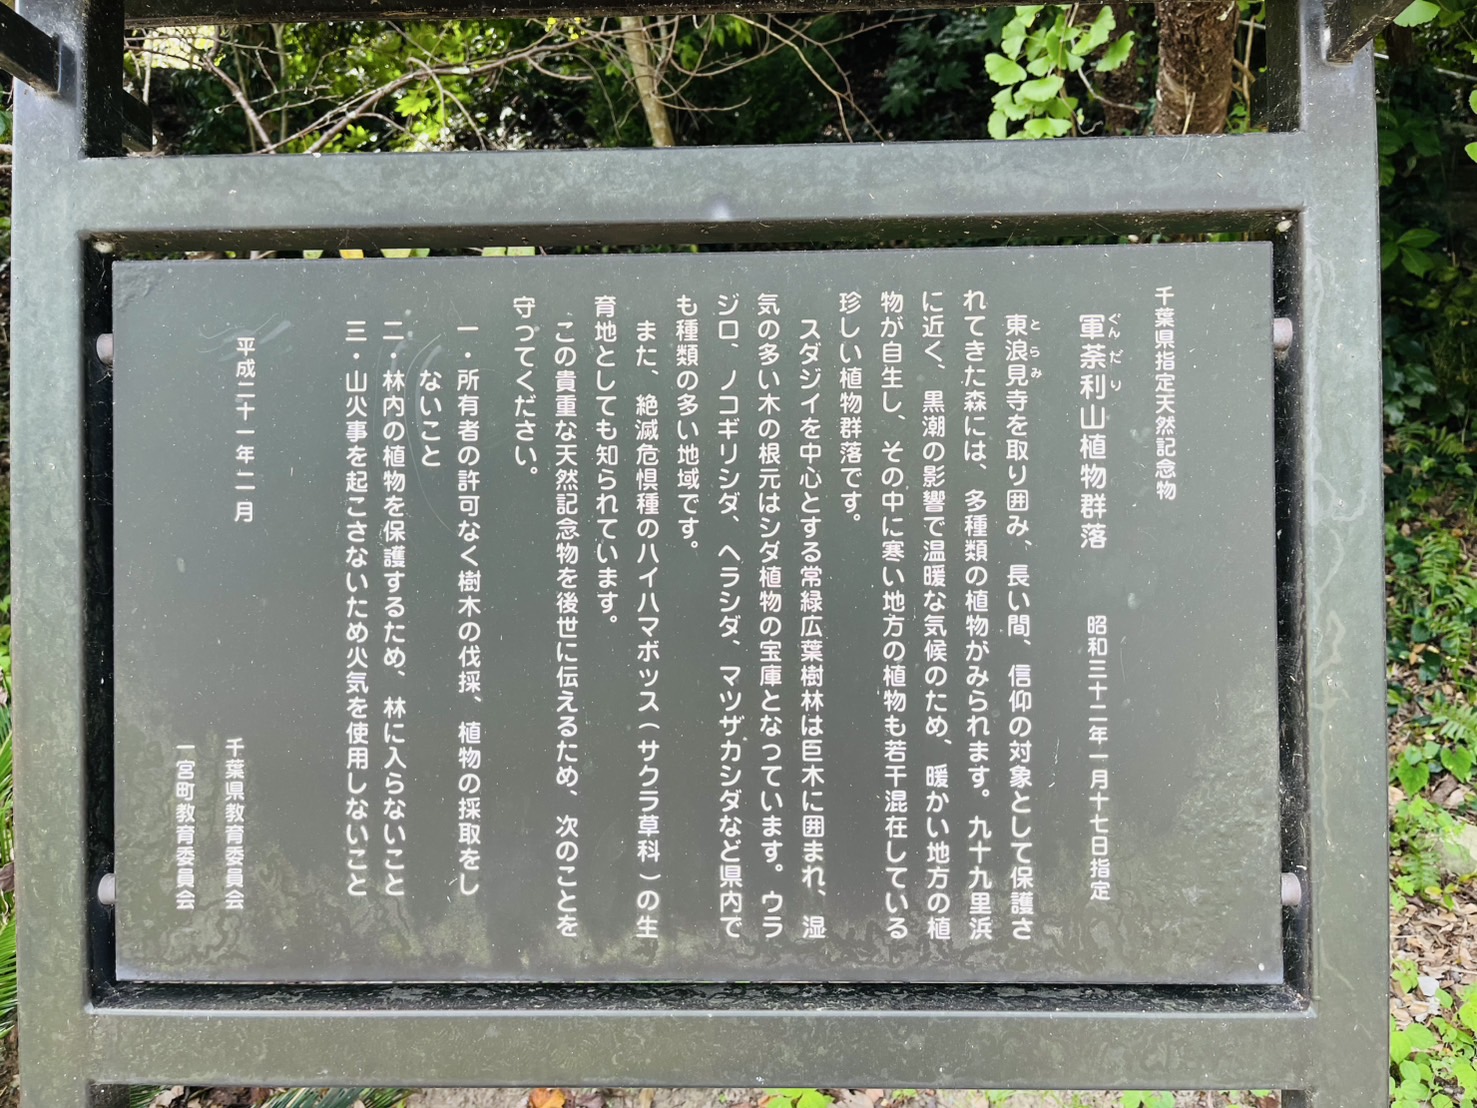 千葉県指定天然記念物
軍荼利山植物群落　昭和三十二年一月十七日指定
ぐんだり
東浪見寺を取り囲み、長い間、信仰の対象として保護さ
とらみ
れてきた森には、多種類の植物がみられます。九十九里浜
に近く、黒潮の影響で温暖な気候のため、暖かい地方の植
物が自生し、その中に寒い地方の植物も若干混在している
珍しい植物群落です。
スダジイを中心とする常緑広葉樹林は巨木に囲まれ、湿
気の多い木の根元はシダ植物の宝庫となつています。ウラ
ジロ、ノコギリシダ、ヘラシダ、マツザカシダなど県内で
も種類の多い地域です。
また、絶滅危惧種のハイハマボッス（サクラ草科）の生
育地としても知られています。
この貴重な天然記念物を後世に伝えるため、次のことを
守つてください。
一・所有者の許可なく樹木の伐採、植物の採取をし
ないこと
二・林内の植物を保護するため、林に入らないこと
三・山火事を起こさないため火気を使用しないこと
平成二十一年二月
千葉県教育委員会
一宮町教育委員会